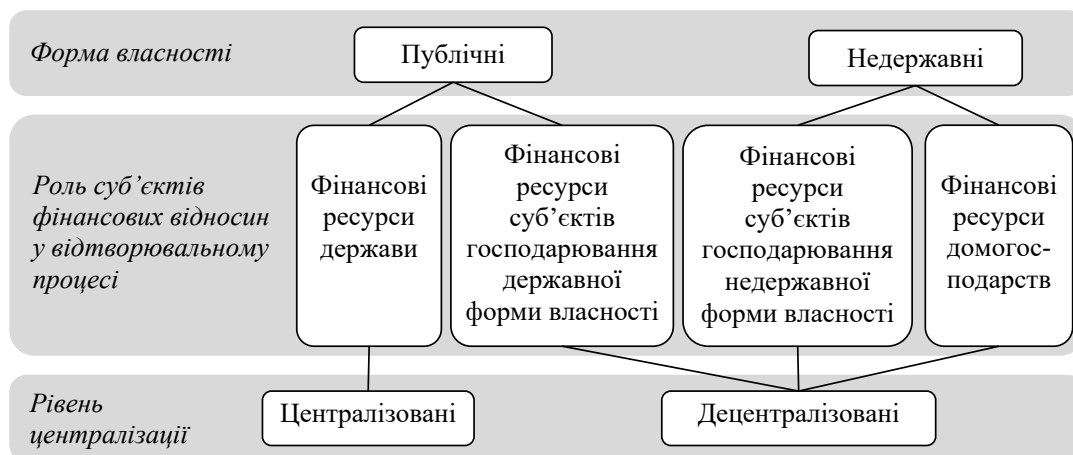 Форма власності
Публічні
Недержавні
Роль суб’єктів
фінансових відносин
у відтворювальному
процесі
Фінансові
ресурси
держави
Фінансові
ресурси
суб’єктів
господарювання
державної
форми власності
Фінансові
ресурси
суб’єктів
господарювання
недержавної
форми власності
Фінансові
ресурси
домогос-
подарств
Рівень
централізації
Централізовані
Децентралізовані